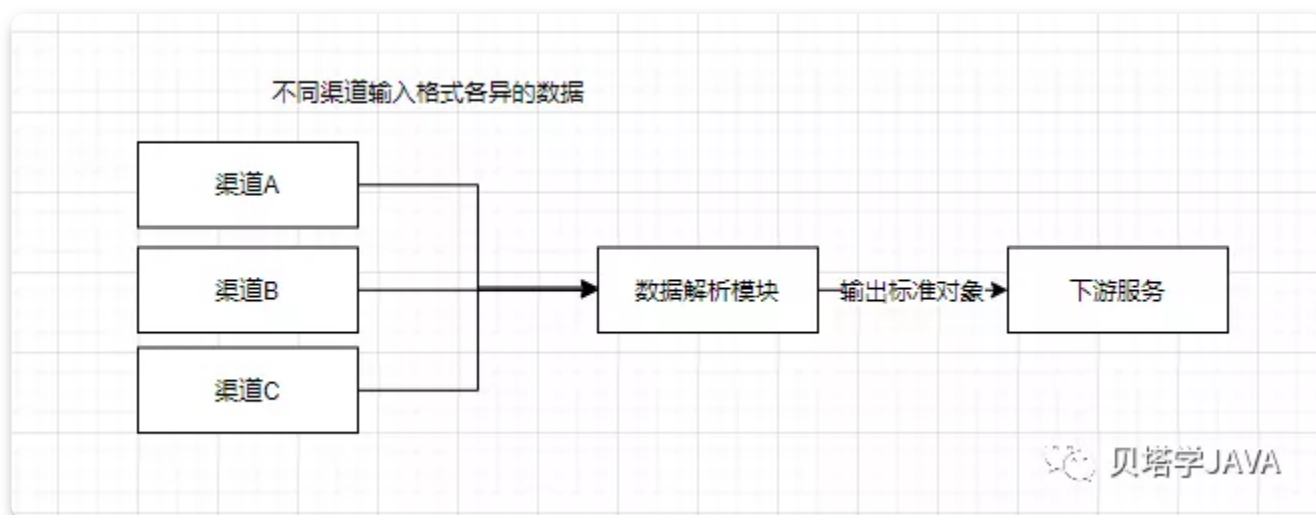 不同渠道输入格式各异的数据
渠道A
渠道B
数据解析模块
输出标准对象
下游服务
渠道C
贝塔学JAVA